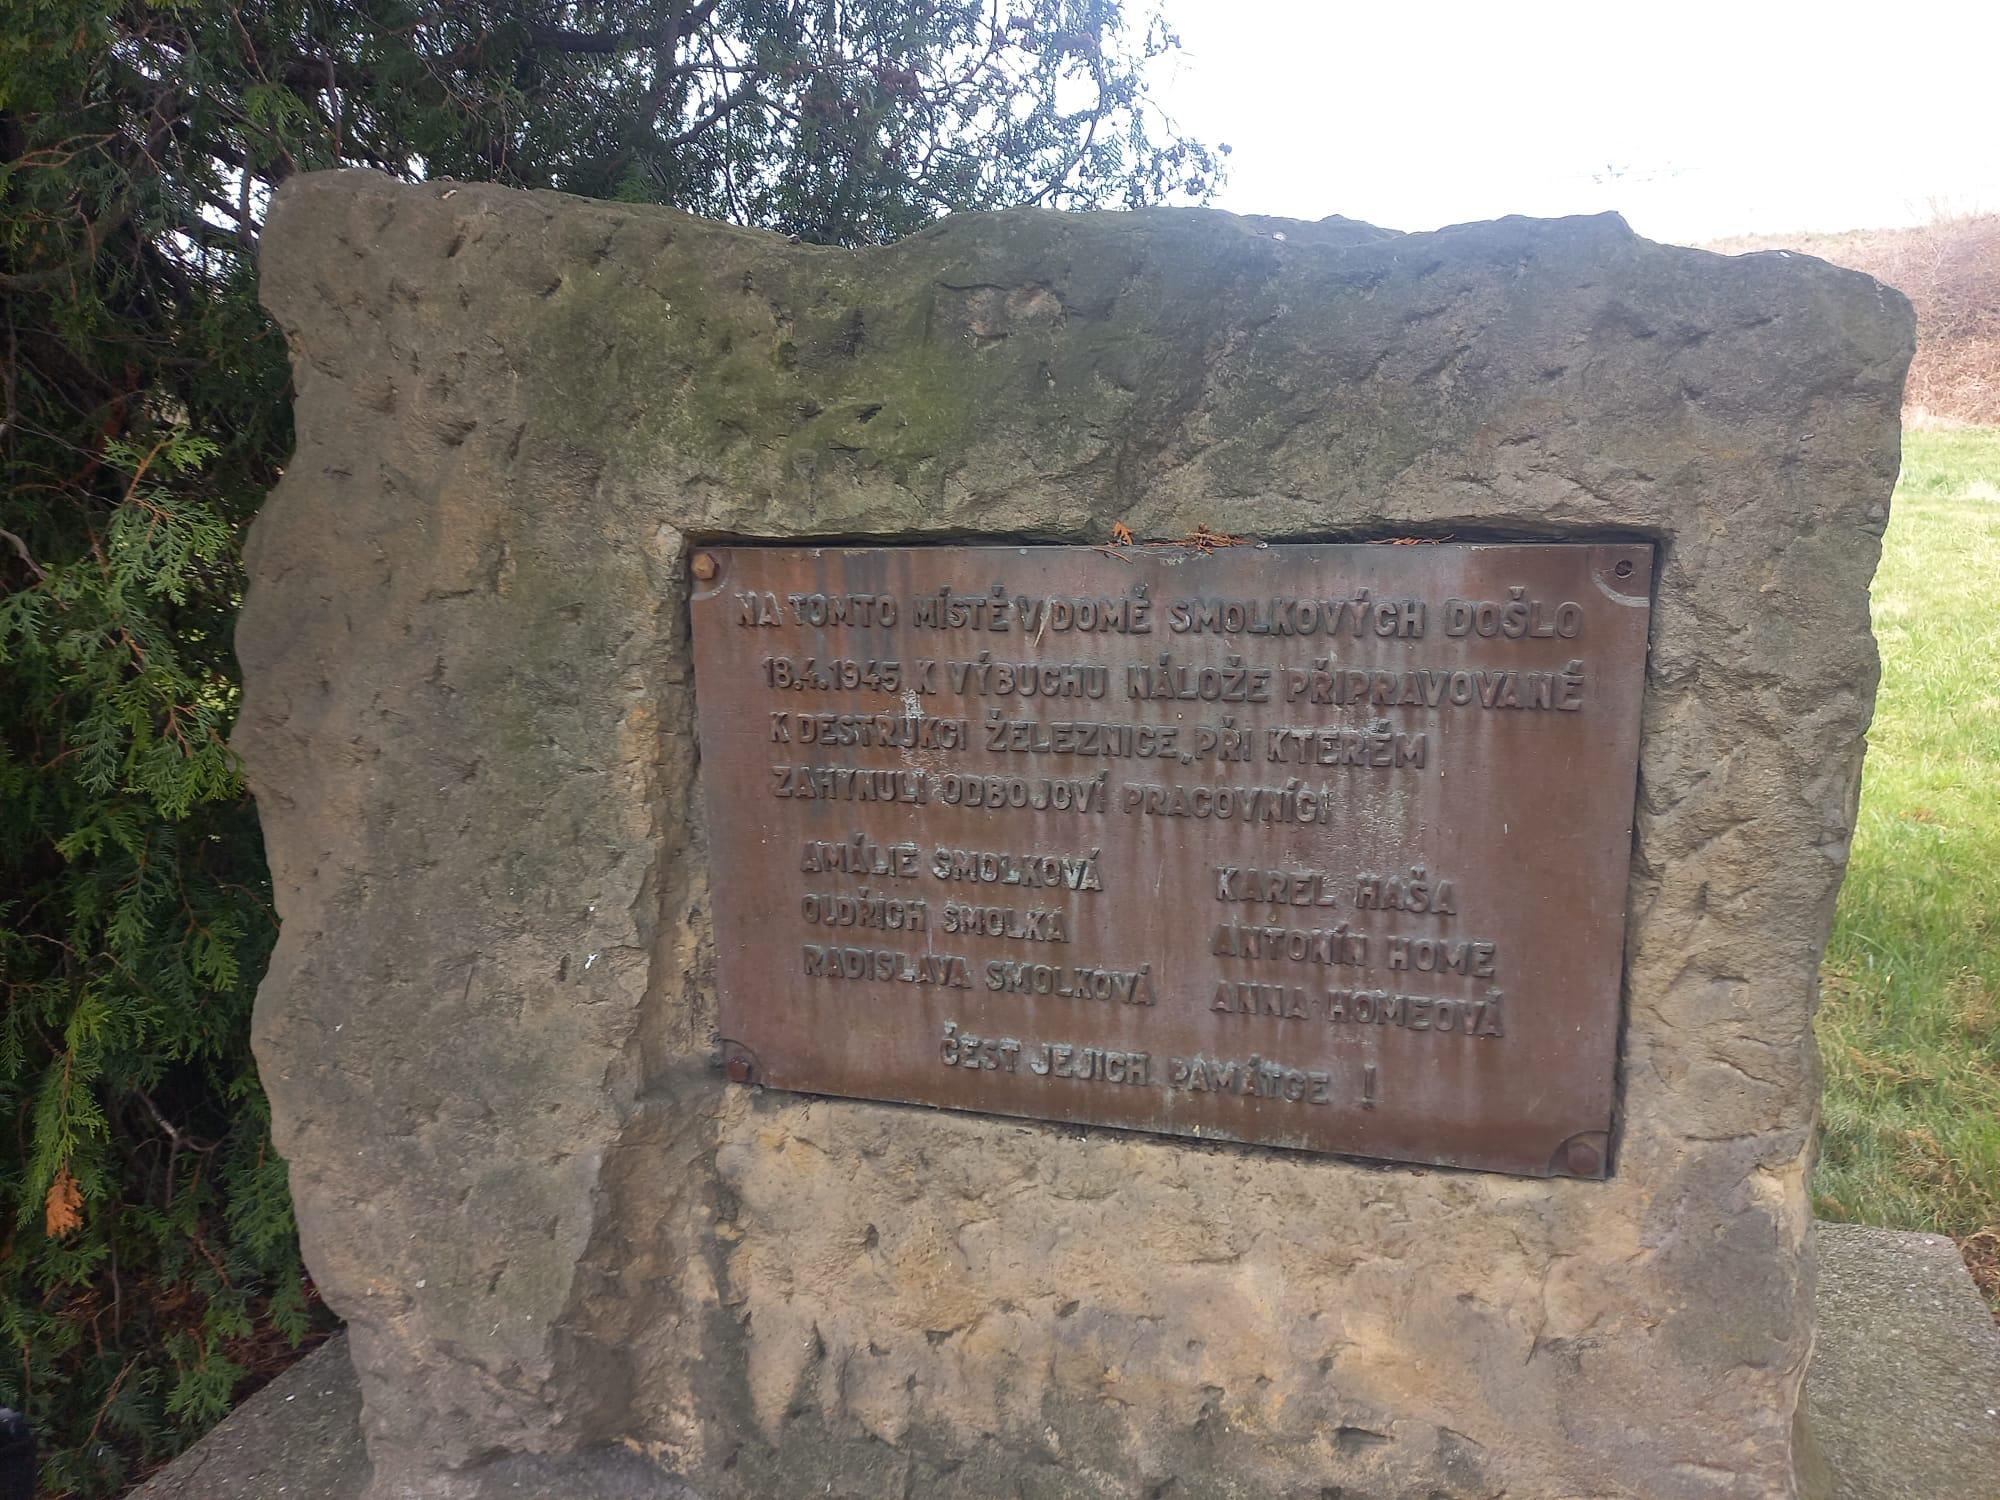 NA TOMTO MÍSTĚ V DOMĚ SMOLKOVÝCH DOŠLO
18.4.1945 K VÝBUCHU NÁLOŽE PŘIPRAVOVANÉ
K DESTRUKCI ŽELEZNICE, PŘI KTERÉM
ZAHYNULI ODBOJOVÍ PRACOVNÍCI
AMÁLIE SMOLKOVÁ
OLDŘICH SMOLKA
RADISLAVA SMOLKOVÁ
KAREL HAŠA
ANTONÍN HOME
ANNA HOMEOVÁ
ČEST JEJICH PAMÁTCE !